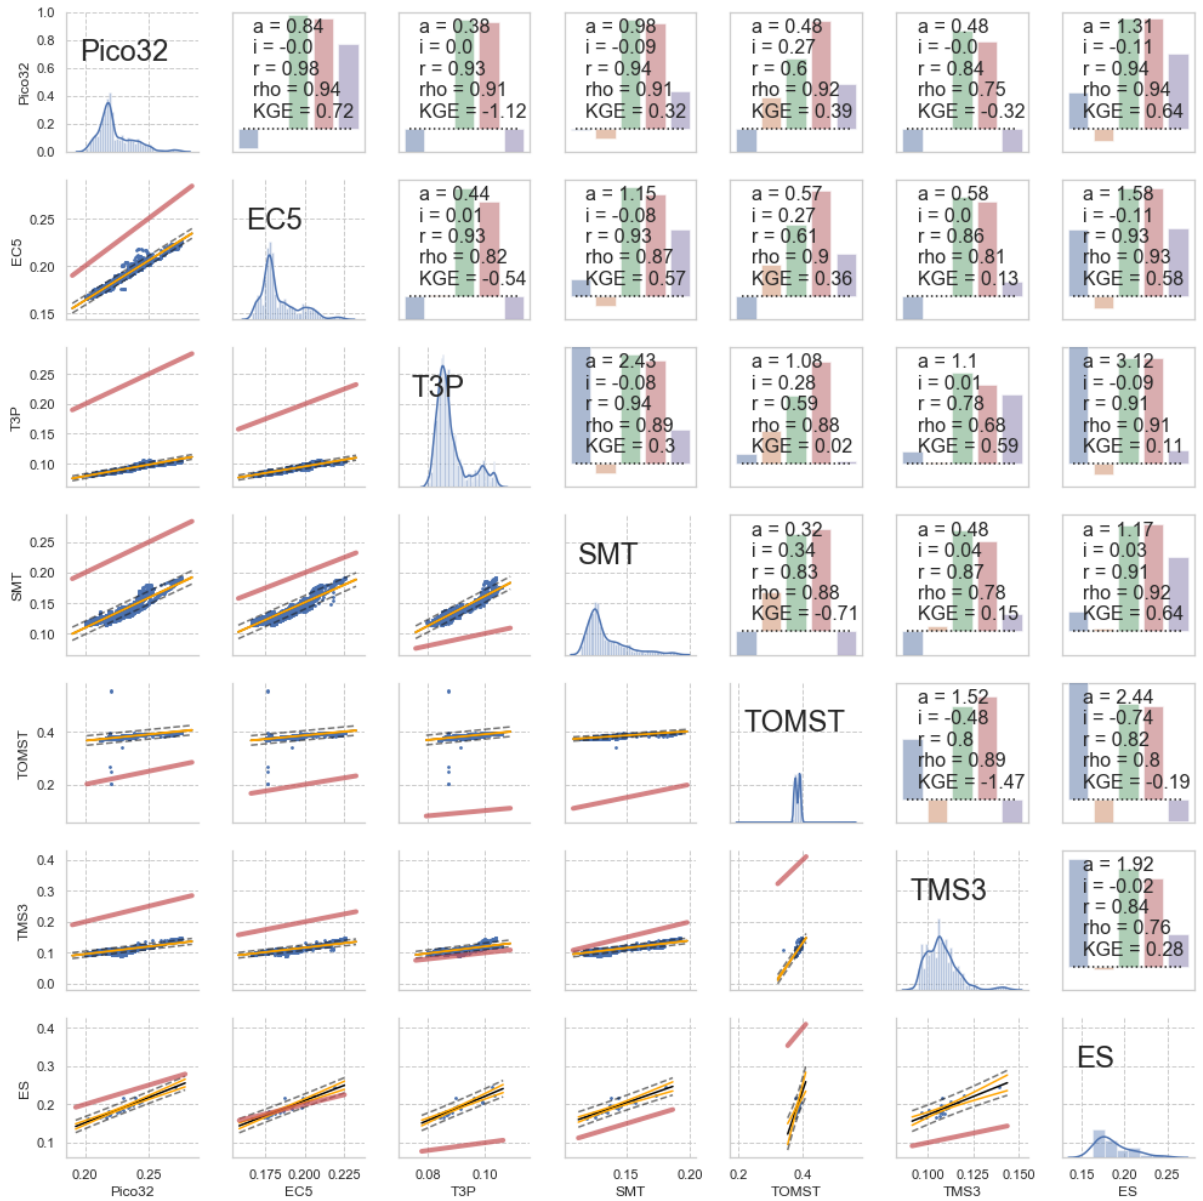 1.0
0.8
0.6
0.4
0.2
0.0
Pico32
Pico32
a = 0.84
i = -0.0
r = 0.98
rho = 0.94
KGE = 0.72
a = 0.38
i = 0.0
r = 0.93
rho = 0.91
KGE = -1.12
a = 0.98
i = -0.09
r = 0.94
rho = 0.91
KGE = 0.32
a = 0.48
i = 0.27
r = 0.6
rho = 0.92
KGE = 0.39
a = 0.48
i = -0.0
r = 0.84
rho = 0.75
KGE = -0.32
a = 1.31
i = -0.11
r = 0.94
rho = 0.94
KGE = 0.64
0.25
0.20
0.15
EC5
EC5
a = 0.44
i = 0.01
r = 0.93
rho = 0.82
KGE = -0.54
a = 1.15
i = -0.08
r = 0.93
rho = 0.87
KGE = 0.57
a = 0.57
i = 0.27
r = 0.61
rho = 0.9
KGE = 0.36
a = 0.58
i = 0.0
r = 0.86
rho = 0.81
KGE = 0.13
a = 1.58
i = -0.11
r = 0.93
rho = 0.93
KGE = 0.58
0.25
0.20
0.15
0.10
T3P
T3P
a = 2.43
i = -0.08
r = 0.94
rho = 0.89
KGE = 0.3
a = 1.08
i = 0.28
r = 0.59
rho = 0.88
KGE = 0.02
a = 1.1
i = 0.01
r = 0.78
rho = 0.68
KGE = 0.59
a = 3.12
i = -0.09
r = 0.91
rho = 0.91
KGE = 0.11
0.25
0.20
0.15
0.10
SMT
SMT
a = 0.32
i = 0.34
r = 0.83
rho = 0.88
KGE = -0.71
a = 0.48
i = 0.04
r = 0.87
rho = 0.78
KGE = 0.15
a = 1.17
i = 0.03
r = 0.91
rho = 0.92
KGE = 0.64
0.4
0.2
TOMST
TOMST
a = 1.52
i = -0.48
r = 0.8
rho = 0.89
KGE = -1.47
a = 2.44
i = -0.74
r = 0.82
rho = 0.8
KGE = -0.19
0.4
0.3
0.2
0.1
0.0
TMS3
TMS3
a = 1.92
i = -0.02
r = 0.84
rho = 0.76
KGE = 0.28
0.4
0.3
0.2
0.1
ES
ES
0.20 0.25
Pico32
0.175 0.200 0.225
EC5
0.08 0.10
T3P
0.15 0.20
SMT
0.2 0.4
TOMST
0.100 0.125 0.150
TMS3
0.15 0.20 0.25
ES